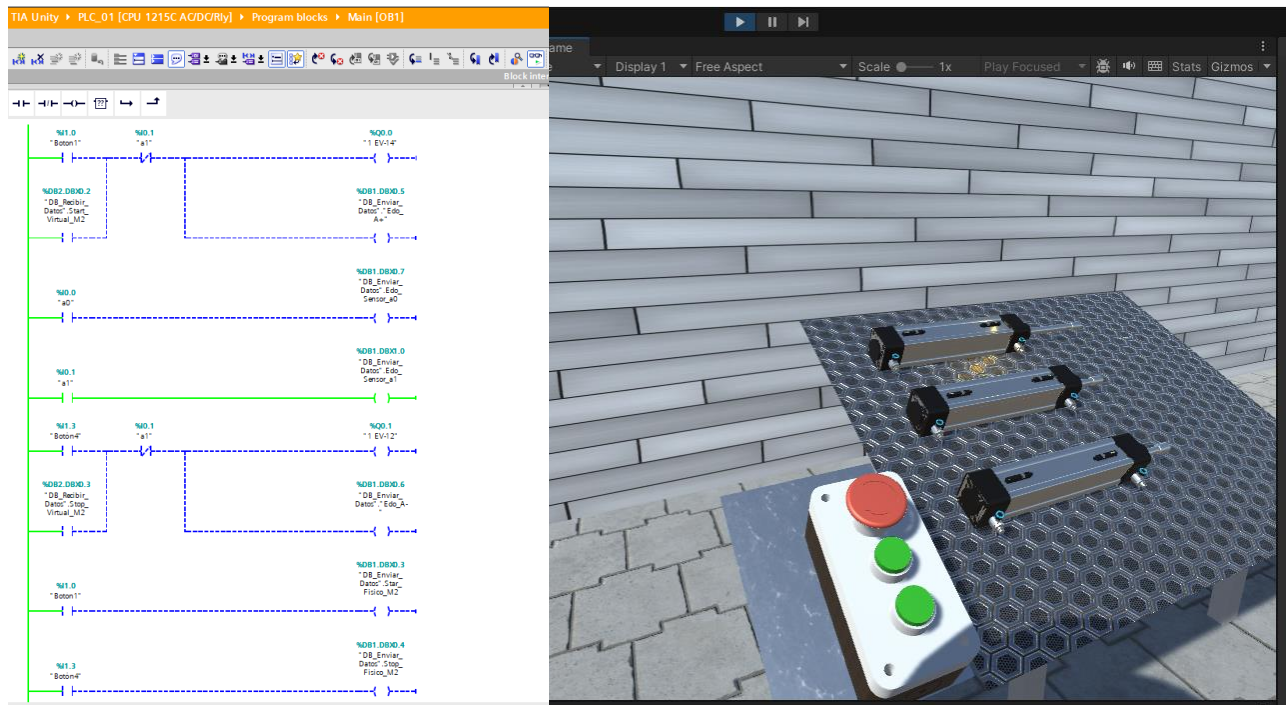 TIA Unity ▸ PLC_01 [CPU 1215C AC/DC/Rly] ▸ Program blocks ▸ Main [OB1]
Block inter
ame
Display 1
Free Aspect
Scale
1x
Play Focused
Stats
Gizmos
%I1.0
"Boton1"
%I0.1
"a1"
%Q0.0
"1 EV-14"
%DB2.DBX0.2
"DB_Recibir_
Datos".Start_
Virtual_M2
%DB1.DBX0.5
"DB_Enviar_
Datos"."Edo_
A+"
%I0.0
"a0"
%DB1.DBX0.7
"DB_Enviar_
Datos".Edo_
Sensor_a0
%I0.1
"a1"
%DB1.DBX1.0
"DB_Enviar_
Datos".Edo_
Sensor_a1
%I1.3
"Botón4"
%I0.1
"a1"
%Q0.1
"1 EV-12"
%DB2.DBX0.3
"DB_Recibir_
Datos".Stop_
Virtual_M2
%DB1.DBX0.6
"DB_Enviar_
Datos"."Edo_A-
"
%I1.0
"Boton1"
%DB1.DBX0.3
"DB_Enviar_
Datos".Star_
Fisico_M2
%I1.3
"Botón4"
%DB1.DBX0.4
"DB_Enviar_
Datos".Stop_
Fisico_M2